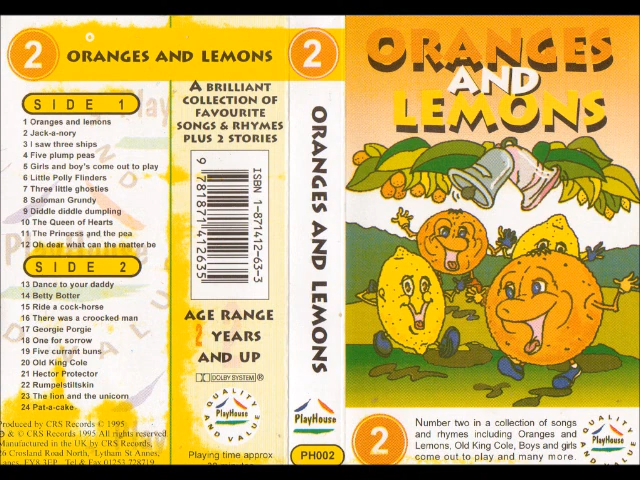 2 ORANGES AND LEMONS
SIDE 1
1 Oranges and lemons
2 Jack-a-nory
3 I saw three ships
4 Five plump peas
5 Girls and boy's come out to play
6 Little Polly Flinders
7 Three little ghosties
8 Soloman Grundy
9 Diddle diddle dumpling
10 The Queen of Hearts
11 The Princess and the pea
12 Oh dear what can the matter be
SIDE 2
13 Dance to your daddy
14 Betty Botter
15 Ride a cock-horse
16 There was a croocked man
17 Georgie Porgie
18 One for sorrow
19 Five currant buns
20 Old King Cole
21 Hector Protector
22 Rumpelstiltskin
23 The lion and the unicorn
24 Pat-a-cake
Produced by CRS Records © 1995
℗ & © CRS Records 1995 All rights reserved
Manufactured in the UK by CRS Records,
26 Crosland Road North, Lytham St Annes,
Lancs. FY8 3EP Tel & Fax 01253 728719
A BRILLIANT
COLLECTION OF
FAVOURITE
SONGS & RHYMES
PLUS 2 STORIES
ISBN 1-871412-63-3
9 781871 412635
AGE RANGE
2 YEARS
AND UP
DOLBY SYSTEM ®
QUALITY
PlayHouse
AND VALUE
Playing time approx
2
ORANGES AND LEMONS
PlayHouse
PH002
ORANGES
AND
LEMONS
2
Number two in a collection of songs
and rhymes including Oranges and
Lemons, Old King Cole, Boys and girls
come out to play and many more.
QUALITY
PlayHouse
AND VALUE